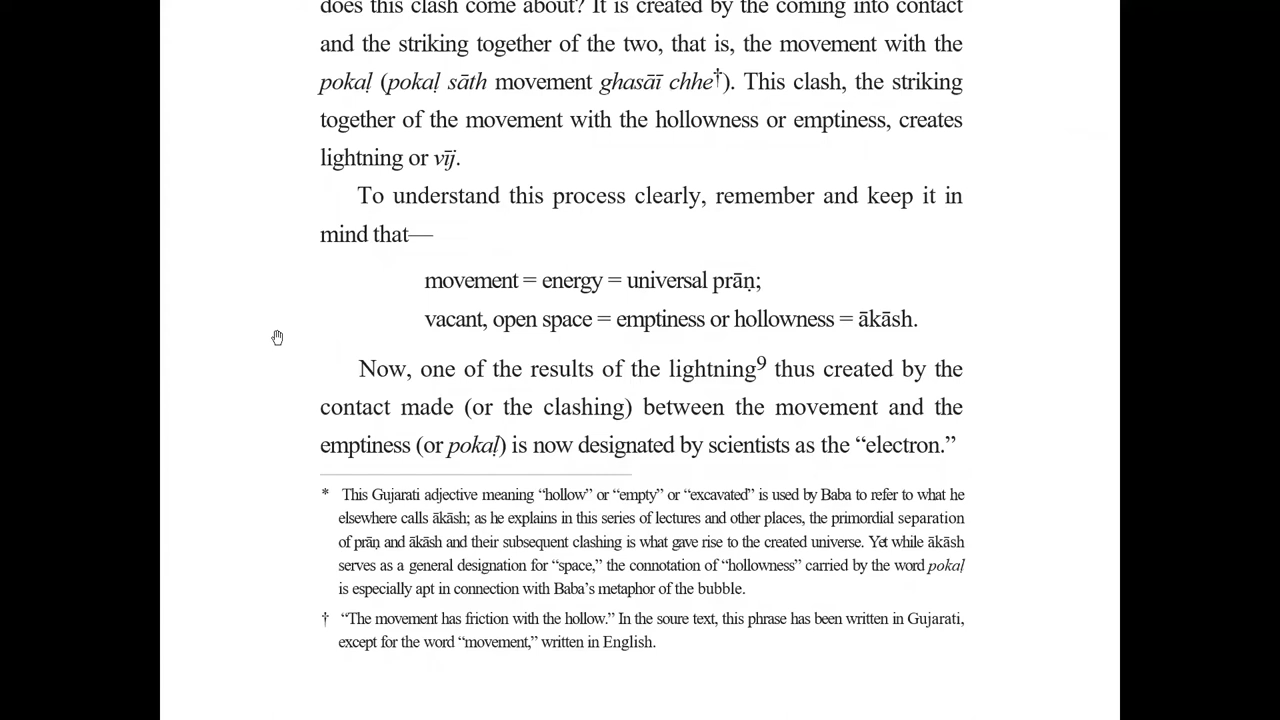 does this clash come about? It is created by the coming into contact
and the striking together of the two, that is, the movement with the
pokaḷ (pokaḷ sāth movement ghasāī chhe†). This clash, the striking
together of the movement with the hollowness or emptiness, creates
lightning or vīj.
To understand this process clearly, remember and keep it in
mind that—
movement = energy = universal prāṇ;
vacant, open space = emptiness or hollowness = ākāsh.
Now, one of the results of the lightning9 thus created by the
contact made (or the clashing) between the movement and the
emptiness (or pokaḷ) is now designated by scientists as the “electron.”
* This Gujarati adjective meaning “hollow” or “empty” or “excavated” is used by Baba to refer to what he
elsewhere calls ākāsh; as he explains in this series of lectures and other places, the primordial separation
of prāṇ and ākāsh and their subsequent clashing is what gave rise to the created universe. Yet while ākāsh
serves as a general designation for “space,” the connotation of “hollowness” carried by the word pokaḷ
is especially apt in connection with Baba’s metaphor of the bubble.
† “The movement has friction with the hollow.” In the soure text, this phrase has been written in Gujarati,
except for the word “movement,” written in English.